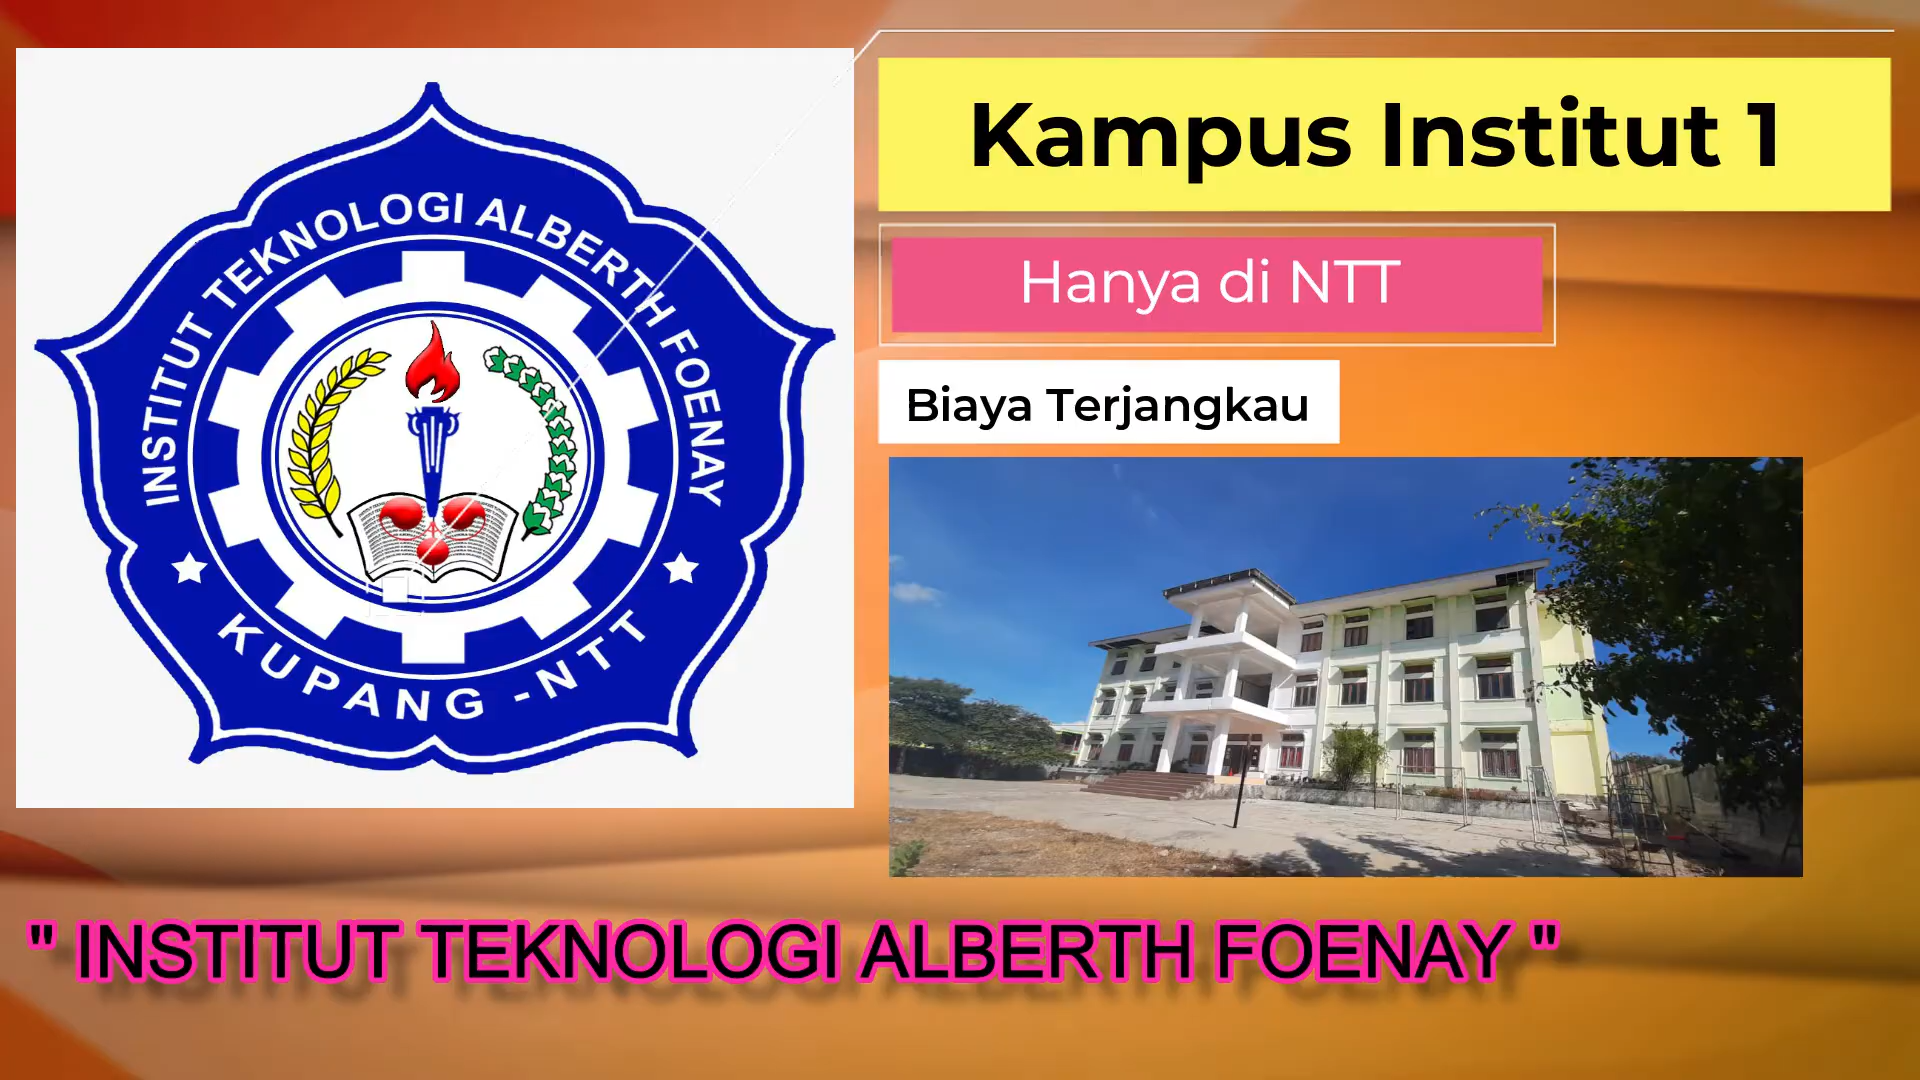 INSTITUT TEKNOLOGI ALBERTH FOENAY
KUPANG -NTT
Kampus Institut 1
Hanya di NTT
Biaya Terjangkau
" INSTITUT TEKNOLOGI ALBERTH FOENAY "